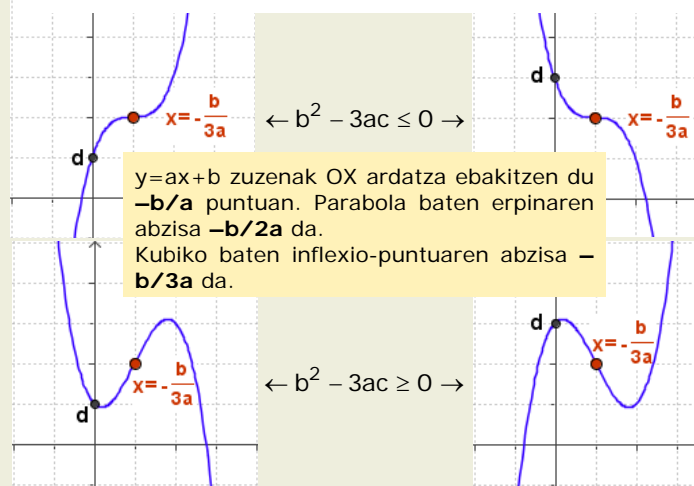 x=-b/3a
d
← b² – 3ac ≤ 0 →
d
x=-b/3a
y=ax+b zuzenak OX ardatza ebakitzen du
–b/a puntuan. Parabola baten erpinaren
abzisa –b/2a da.
Kubiko baten inflexio-puntuaren abzisa –
b/3a da.
x=-b/3a
d
← b² – 3ac ≥ 0 →
d
x=-b/3a